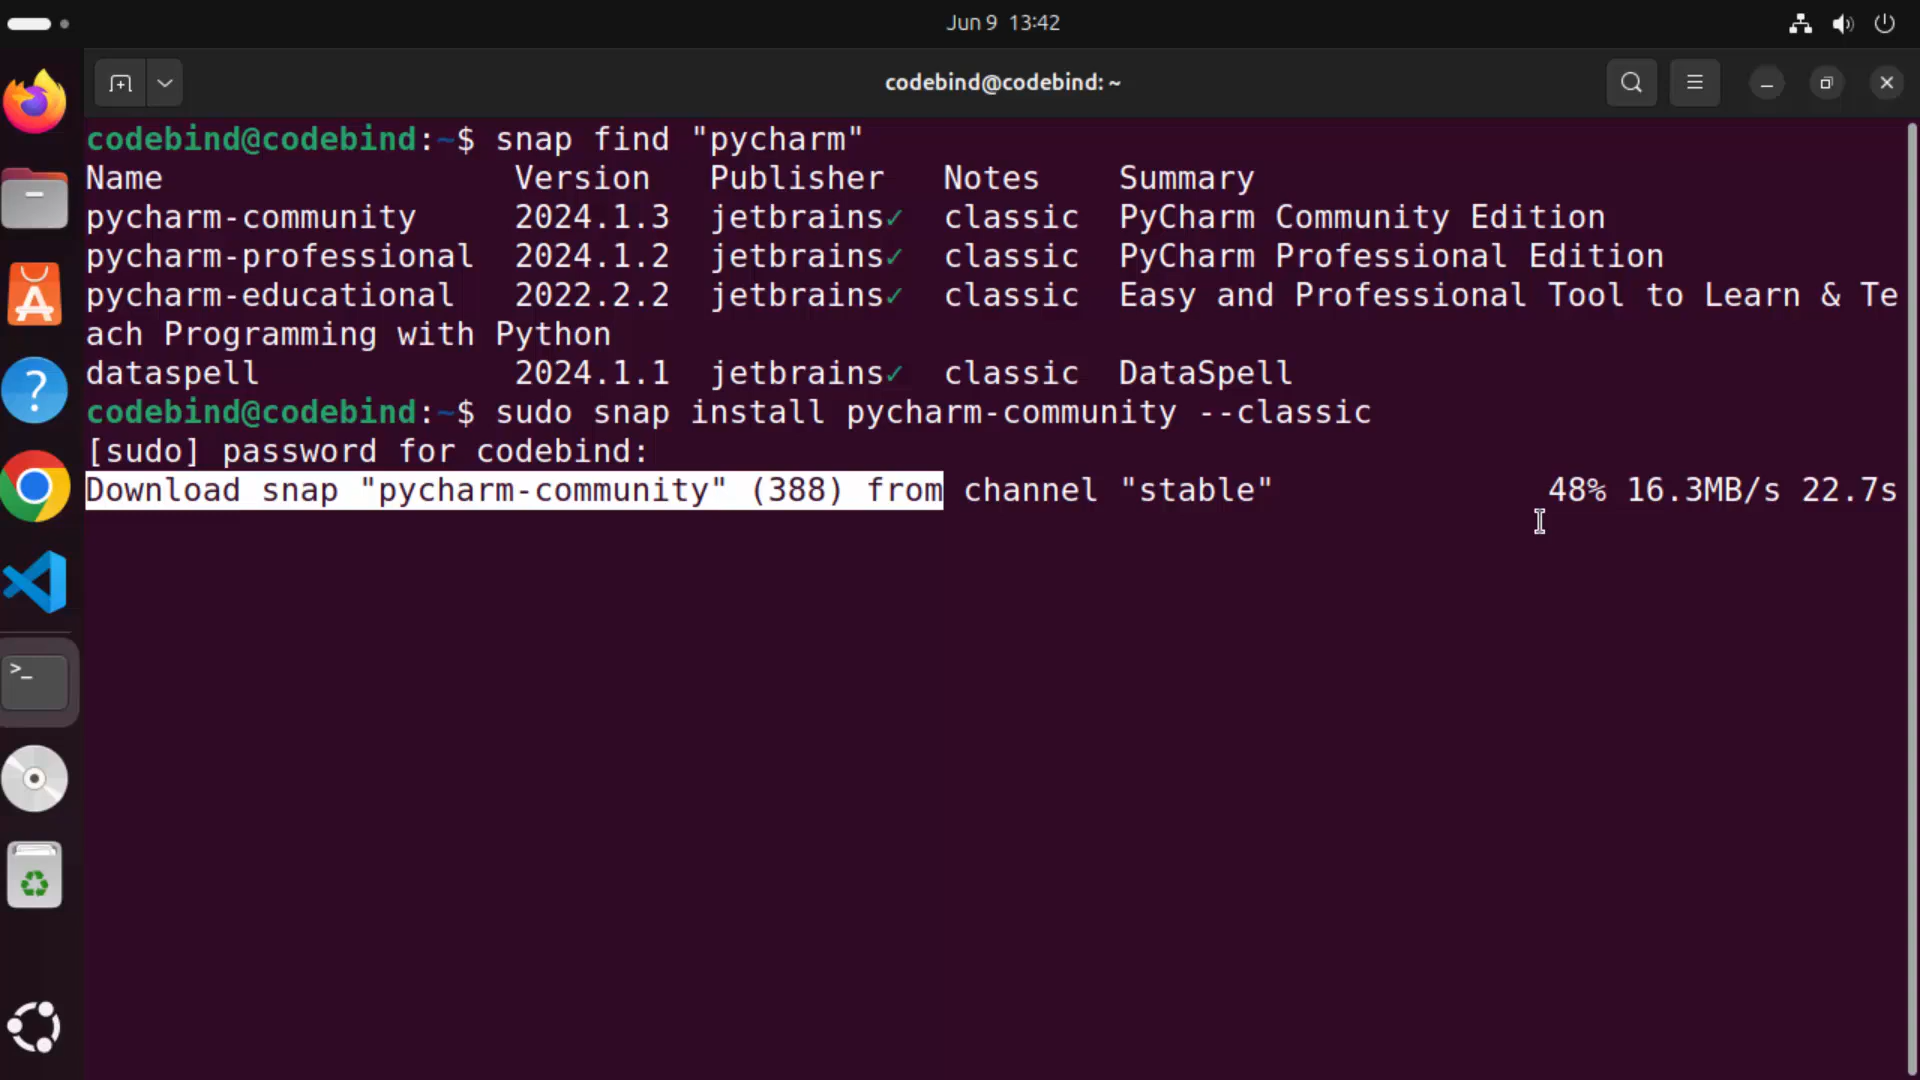 Jun 9 13:42
codebind@codebind: ~
codebind@codebind:~$ snap find "pycharm"
Name Version Publisher Notes Summary
pycharm-community 2024.1.3 jetbrains✓ classic PyCharm Community Edition
pycharm-professional 2024.1.2 jetbrains✓ classic PyCharm Professional Edition
pycharm-educational 2022.2.2 jetbrains✓ classic Easy and Professional Tool to Learn & Te
ach Programming with Python
dataspell 2024.1.1 jetbrains✓ classic DataSpell
codebind@codebind:~$ sudo snap install pycharm-community --classic
[sudo] password for codebind:
Download snap "pycharm-community" (388) from channel "stable" 48% 16.3MB/s 22.7s